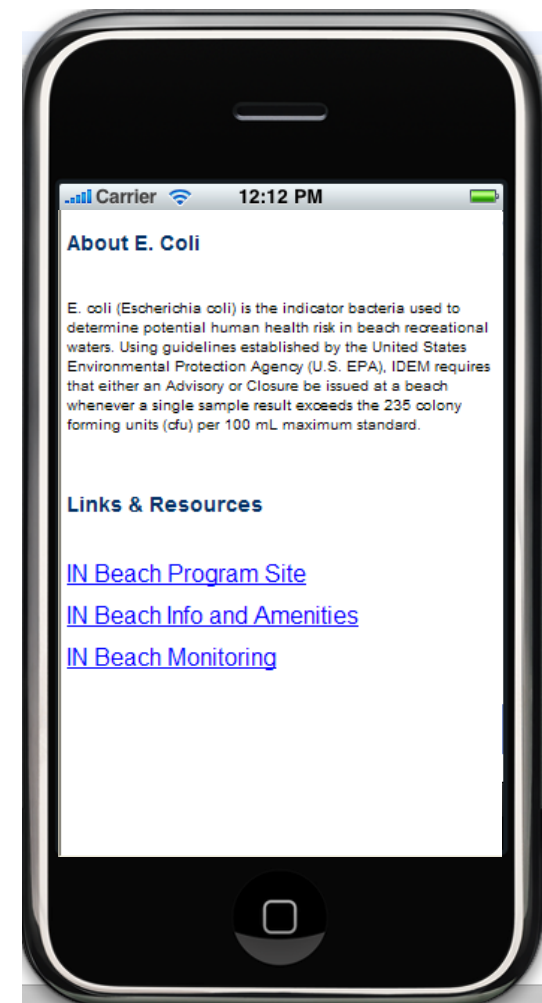 Carrier 12:12 PM
About E. Coli
E. coli (Escherichia coli) is the indicator bacteria used to
determine potential human health risk in beach recreational
waters. Using guidelines established by the United States
Environmental Protection Agency (U.S. EPA), IDEM requires
that either an Advisory or Closure be issued at a beach
whenever a single sample result exceeds the 235 colony
forming units (cfu) per 100 mL maximum standard.
Links & Resources
IN Beach Program Site
IN Beach Info and Amenities
IN Beach Monitoring